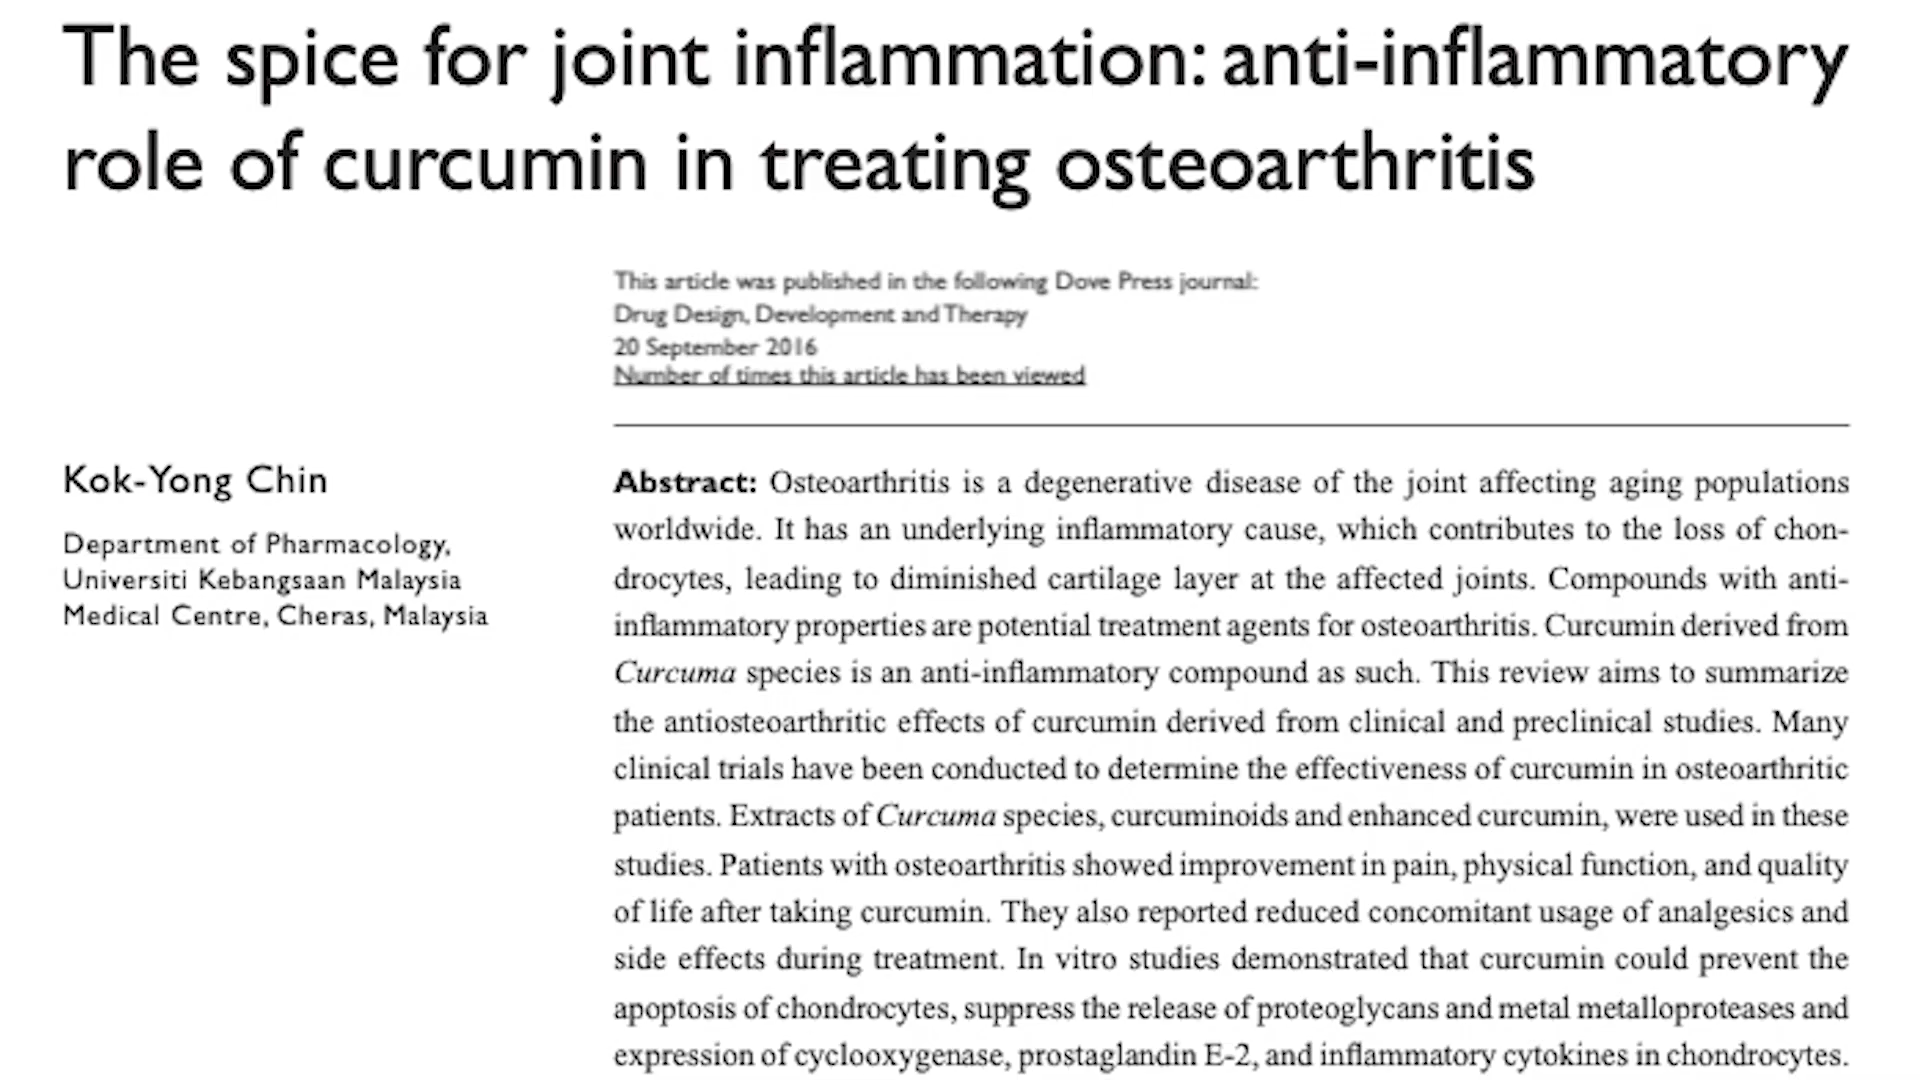 The spice for joint inflammation: anti-inflammatory
role of curcumin in treating osteoarthritis
This article was published in the following Dove Press journal:
Drug Design, Development and Therapy
20 September 2016
Number of times this article has been viewed
Kok-Yong Chin
Department of Pharmacology,
Universiti Kebangsaan Malaysia
Medical Centre, Cheras, Malaysia
Abstract: Osteoarthritis is a degenerative disease of the joint affecting aging populations
worldwide. It has an underlying inflammatory cause, which contributes to the loss of chon-
drocytes, leading to diminished cartilage layer at the affected joints. Compounds with anti-
inflammatory properties are potential treatment agents for osteoarthritis. Curcumin derived from
Curcuma species is an anti-inflammatory compound as such. This review aims to summarize
the antiosteoarthritic effects of curcumin derived from clinical and preclinical studies. Many
clinical trials have been conducted to determine the effectiveness of curcumin in osteoarthritic
patients. Extracts of Curcuma species, curcuminoids and enhanced curcumin, were used in these
studies. Patients with osteoarthritis showed improvement in pain, physical function, and quality
of life after taking curcumin. They also reported reduced concomitant usage of analgesics and
side effects during treatment. In vitro studies demonstrated that curcumin could prevent the
apoptosis of chondrocytes, suppress the release of proteoglycans and metal metalloproteases and
expression of cyclooxygenase, prostaglandin E-2, and inflammatory cytokines in chondrocytes.